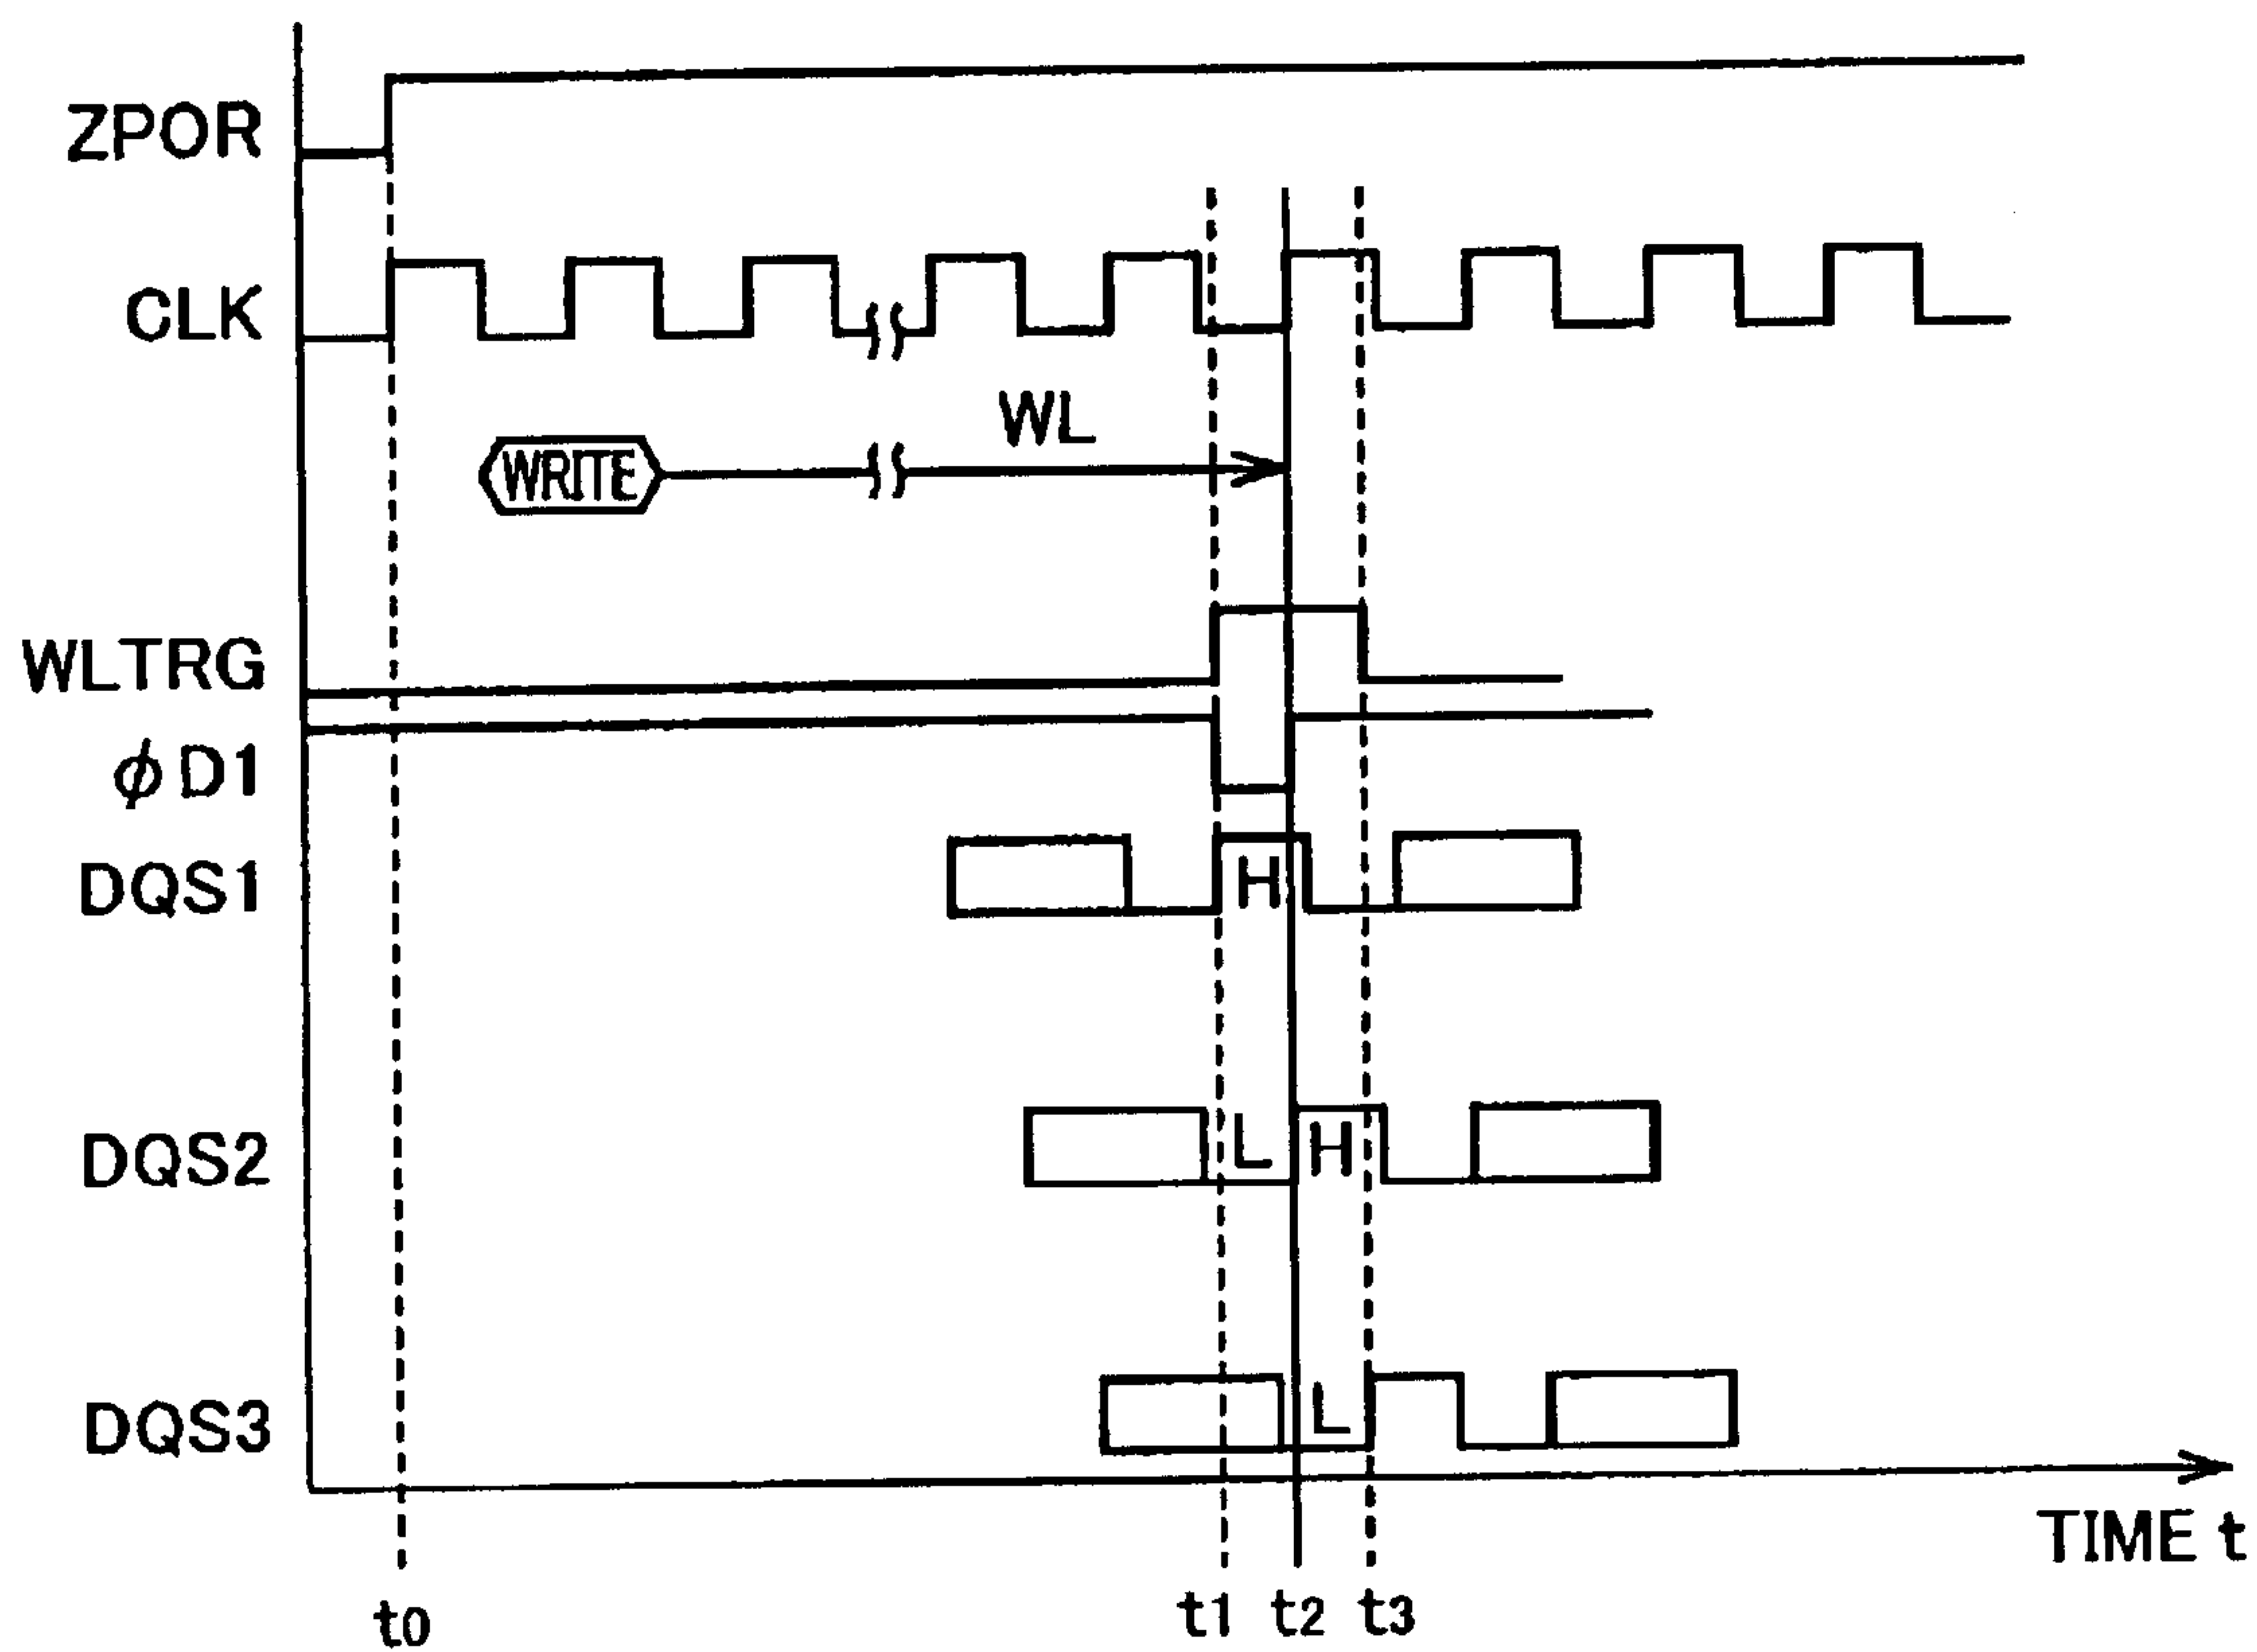 ZPOR
CLK
WL
WRITE
WLTRG
ϕD1
DQS1
H
DQS2
L H
DQS3
L
TIME t
t0 t1 t2 t3